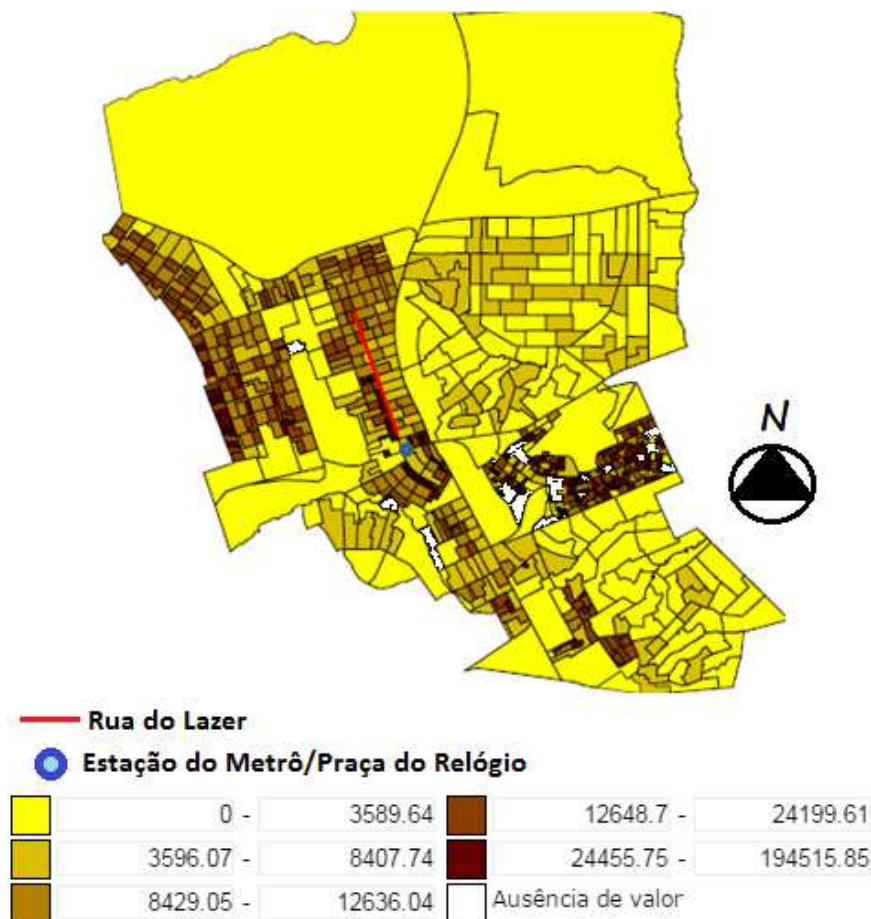 N
Rua do Lazer
Estação do Metrô/Praça do Relógio
0 - 3589.64 12648.7 - 24199.61
3596.07 - 8407.74 24455.75 - 194515.85
8429.05 - 12636.04 Ausência de valor